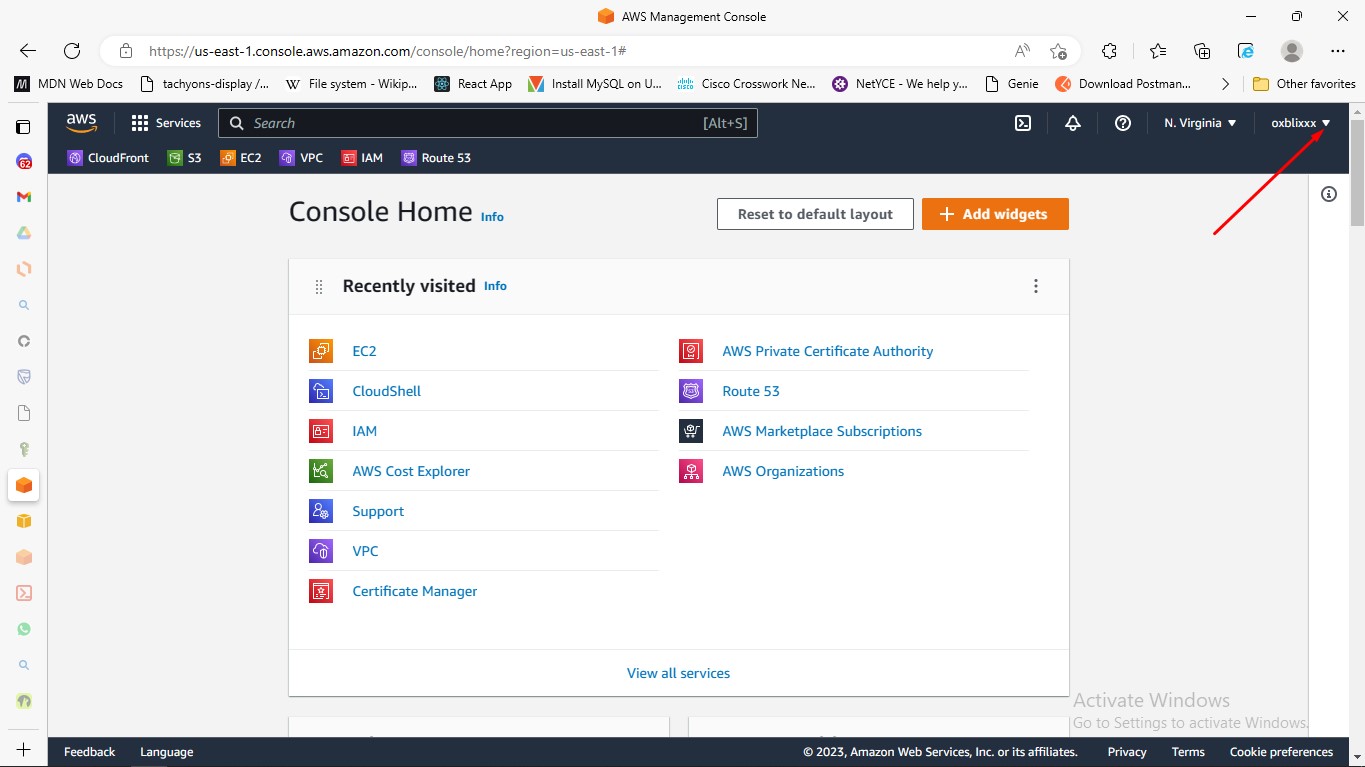 AWS Management Console
https://us-east-1.console.aws.amazon.com/console/home?region=us-east-1#
MDN Web Docs tachyons-display /... File system - Wikip... React App Install MySQL on U... Cisco Crosswork Ne... NetYCE - We help y... Genie Download Postman... Other favorites
aws Services Search [Alt+S] N. Virginia oxblixxx
CloudFront S3 EC2 VPC IAM Route 53
62
Console Home Info Reset to default layout Add widgets
Recently visited Info
EC2 AWS Private Certificate Authority
CloudShell Route 53
IAM AWS Marketplace Subscriptions
AWS Cost Explorer AWS Organizations
Support
VPC
Certificate Manager
View all services
Activate Windows
Go to Settings to activate Windows.
Feedback Language © 2023, Amazon Web Services, Inc. or its affiliates. Privacy Terms Cookie preferences